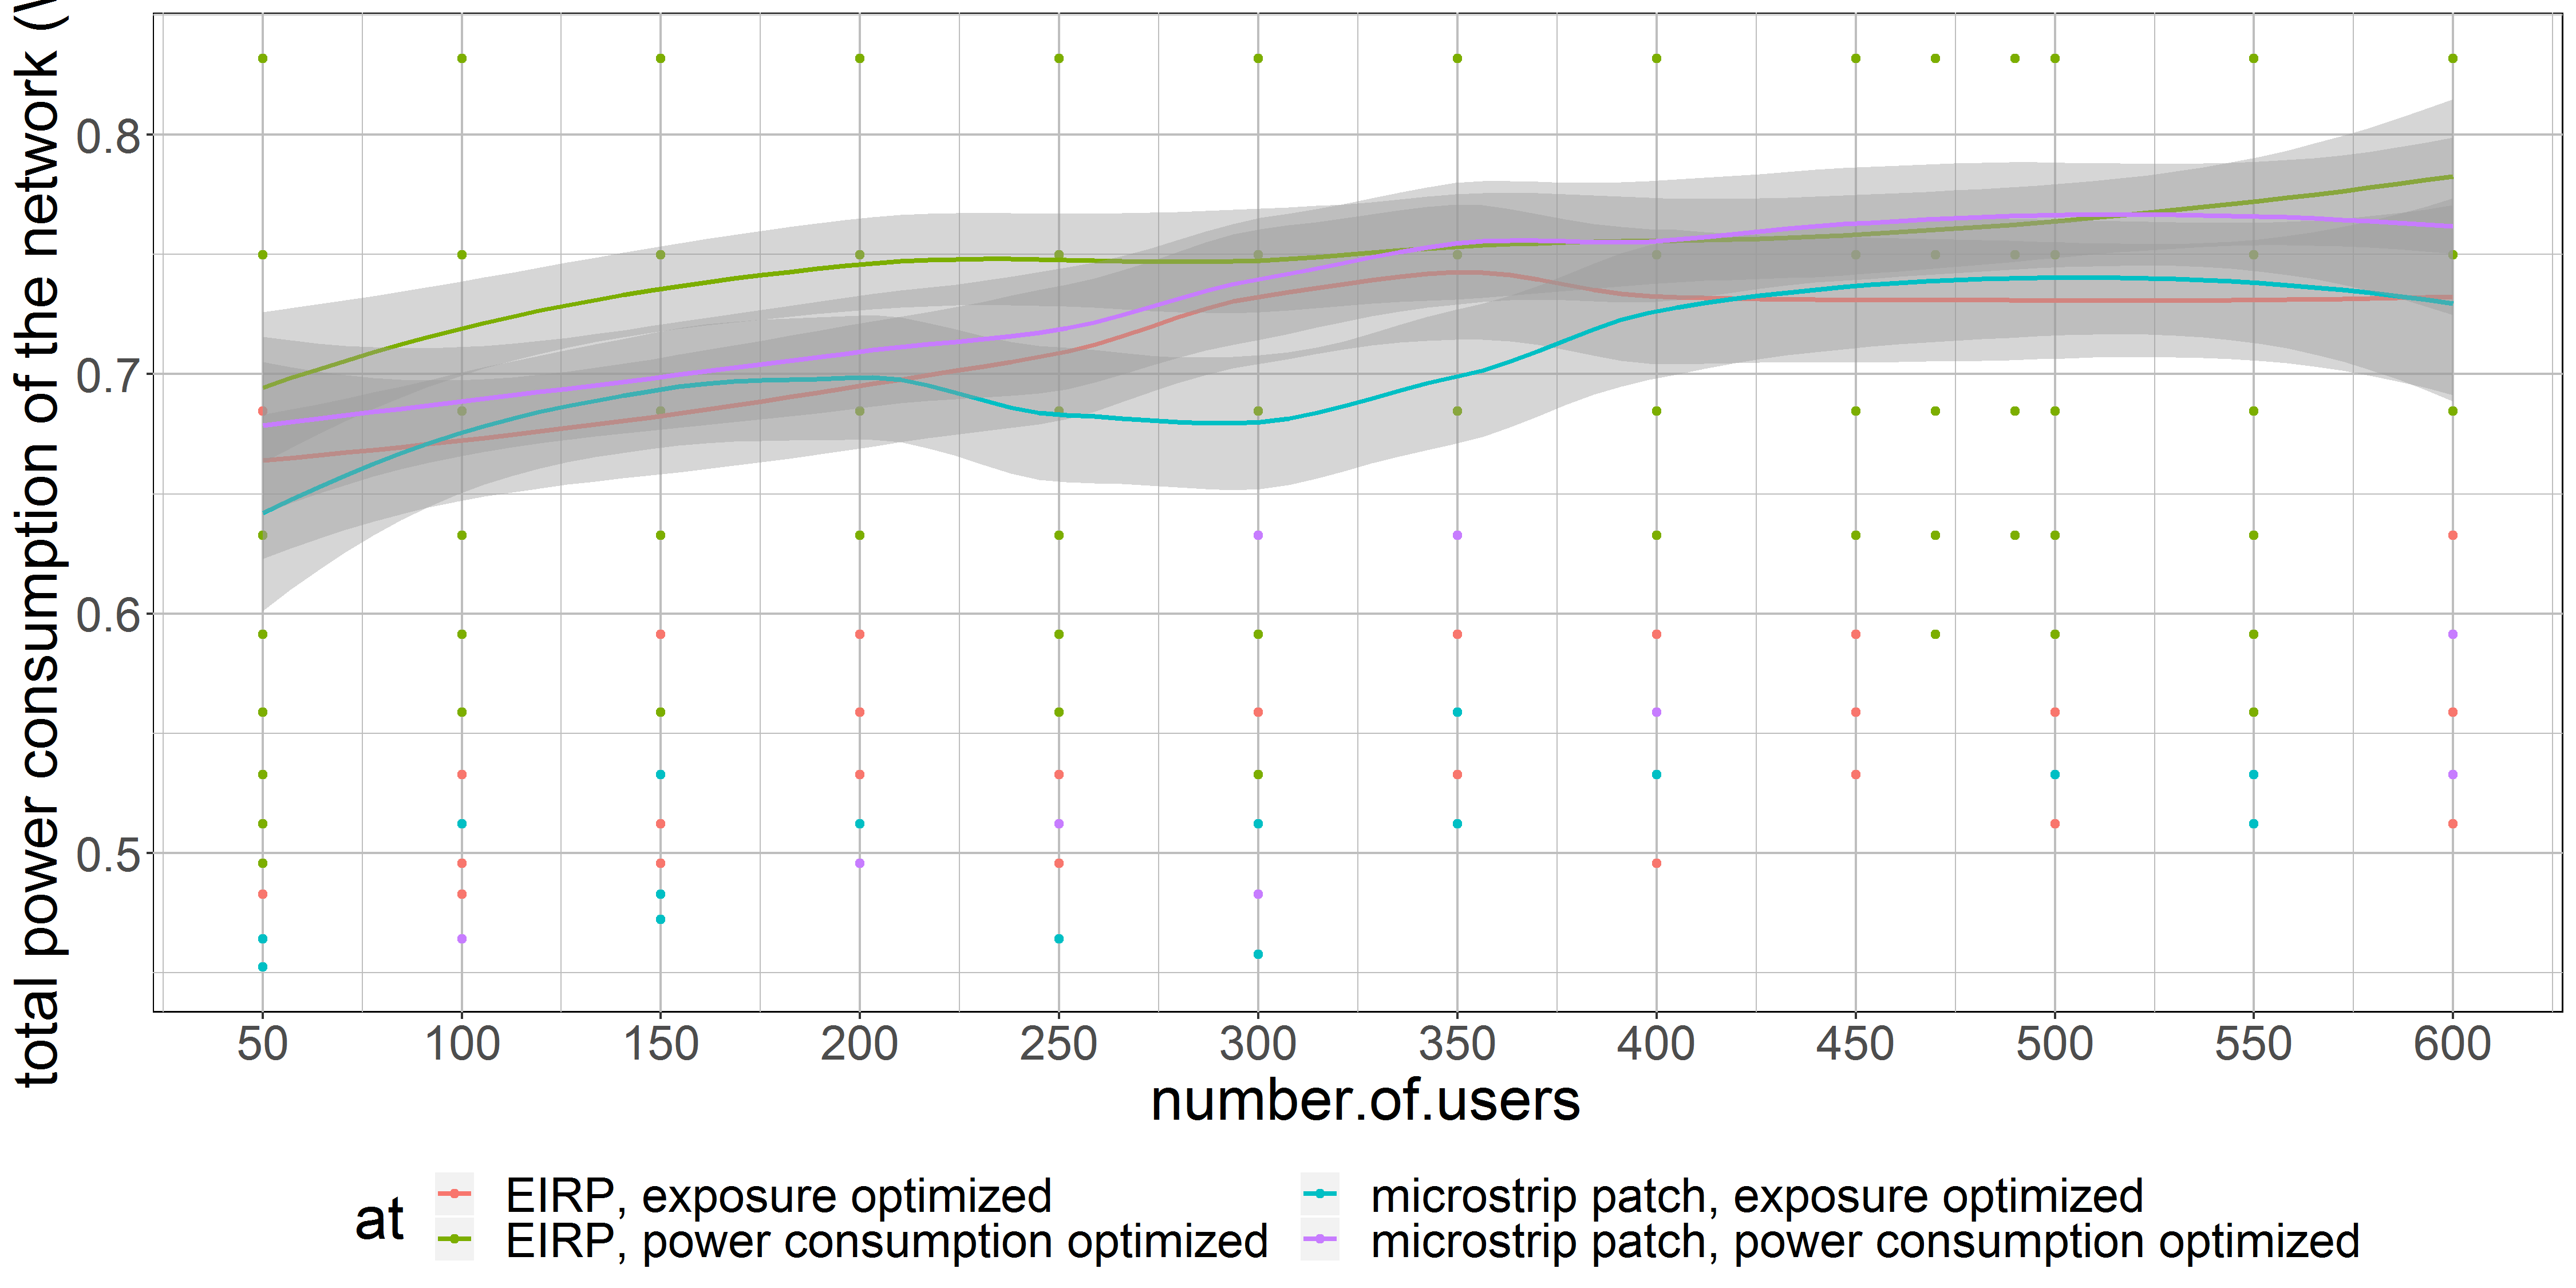 total power consumption of the network (
0.8
0.7
0.6
0.5
50 100 150 200 250 300 350 400 450 500 550 600
number.of.users
at
EIRP, exposure optimized
EIRP, power consumption optimized
microstrip patch, exposure optimized
microstrip patch, power consumption optimized